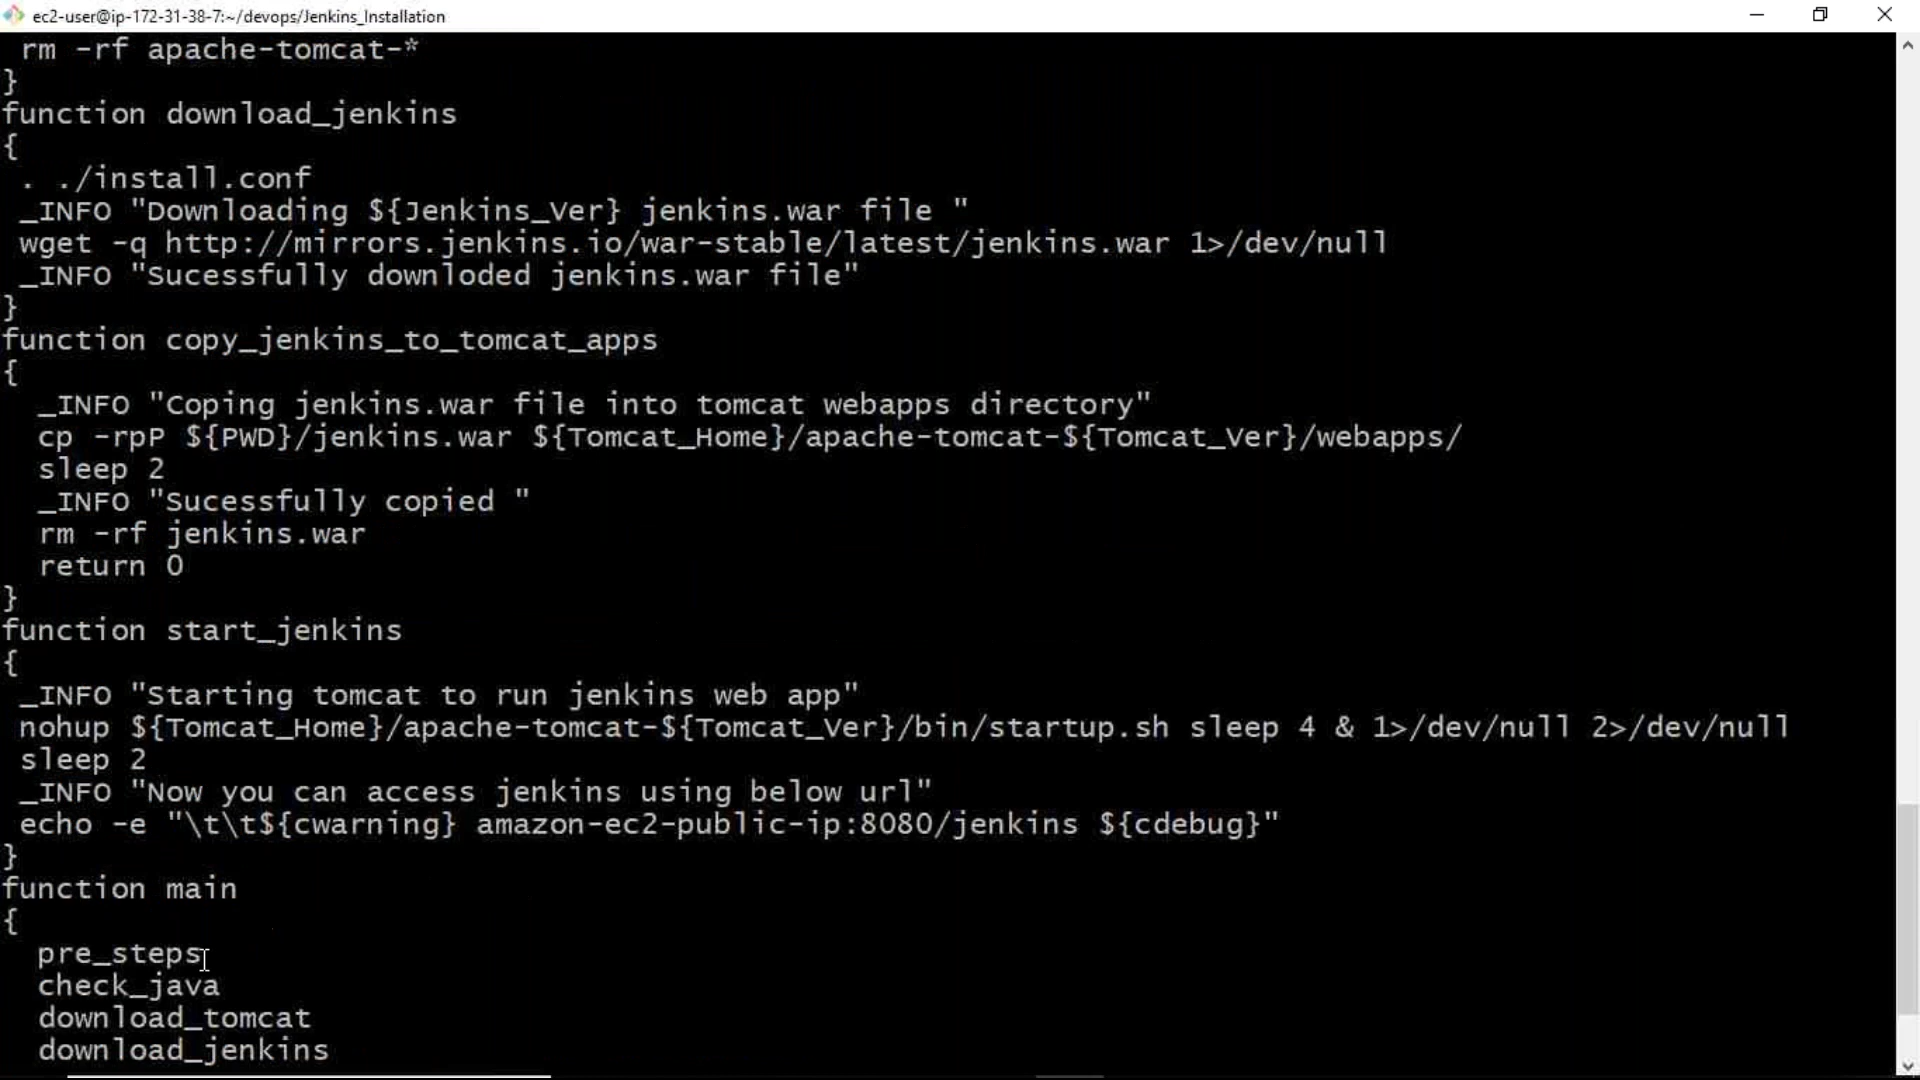 ec2-user@ip-172-31-38-7:~/devops/Jenkins_Installation
rm -rf apache-tomcat-*
}
function download_jenkins
{
. ./install.conf
_INFO "Downloading ${Jenkins_Ver} jenkins.war file "
wget -q http://mirrors.jenkins.io/war-stable/latest/jenkins.war 1>/dev/null
_INFO "Sucessfully downloded jenkins.war file"
}
function copy_jenkins_to_tomcat_apps
{
_INFO "Coping jenkins.war file into tomcat webapps directory"
cp -rpP ${PWD}/jenkins.war ${Tomcat_Home}/apache-tomcat-${Tomcat_Ver}/webapps/
sleep 2
_INFO "Sucessfully copied "
rm -rf jenkins.war
return 0
}
function start_jenkins
{
_INFO "Starting tomcat to run jenkins web app"
nohup ${Tomcat_Home}/apache-tomcat-${Tomcat_Ver}/bin/startup.sh sleep 4 & 1>/dev/null 2>/dev/null
sleep 2
_INFO "Now you can access jenkins using below url"
echo -e "\t\t${cwarning} amazon-ec2-public-ip:8080/jenkins ${cdebug}"
}
function main
{
pre_steps
check_java
download_tomcat
download_jenkins